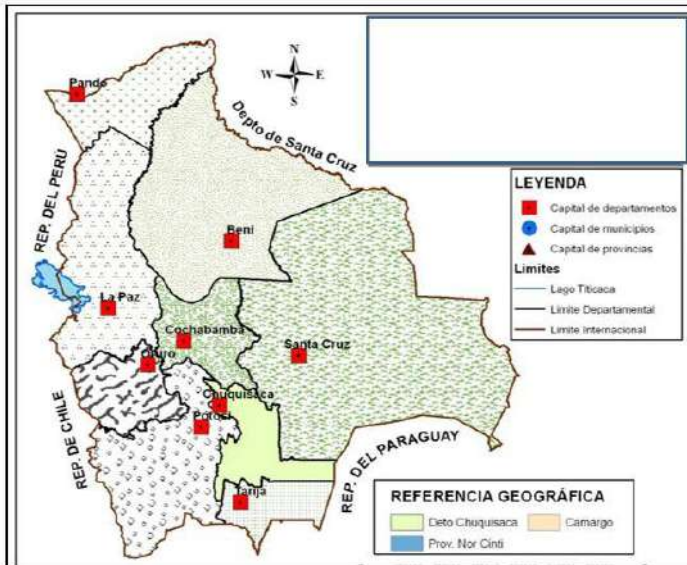 N
W E
S
Pando
Depto de Santa Cruz
REP. DEL PERU
Beni
La Paz
Cochabamba
Oruro
Santa Cruz
Chuquisaca
Potosi
REP. DE CHILE
REP. DEL PARAGUAY
Tarija
LEYENDA
Capital de departamentos
Capital de municipios
Capital de provincias
Limites
Lago Titicaca
Limite Departamental
Limite Internacional
REFERENCIA GEOGRÁFICA
Deto Chuquisaca
Camargo
Prov. Nor Cinti